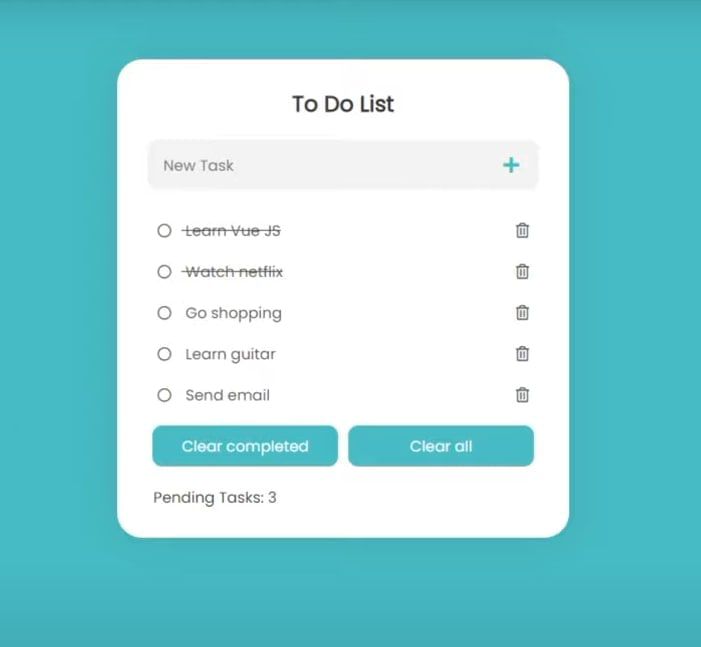 To Do List
New Task
Learn Vue JS
Watch netflix
Go shopping
Learn guitar
Send email
Clear completed Clear all
Pending Tasks: 3